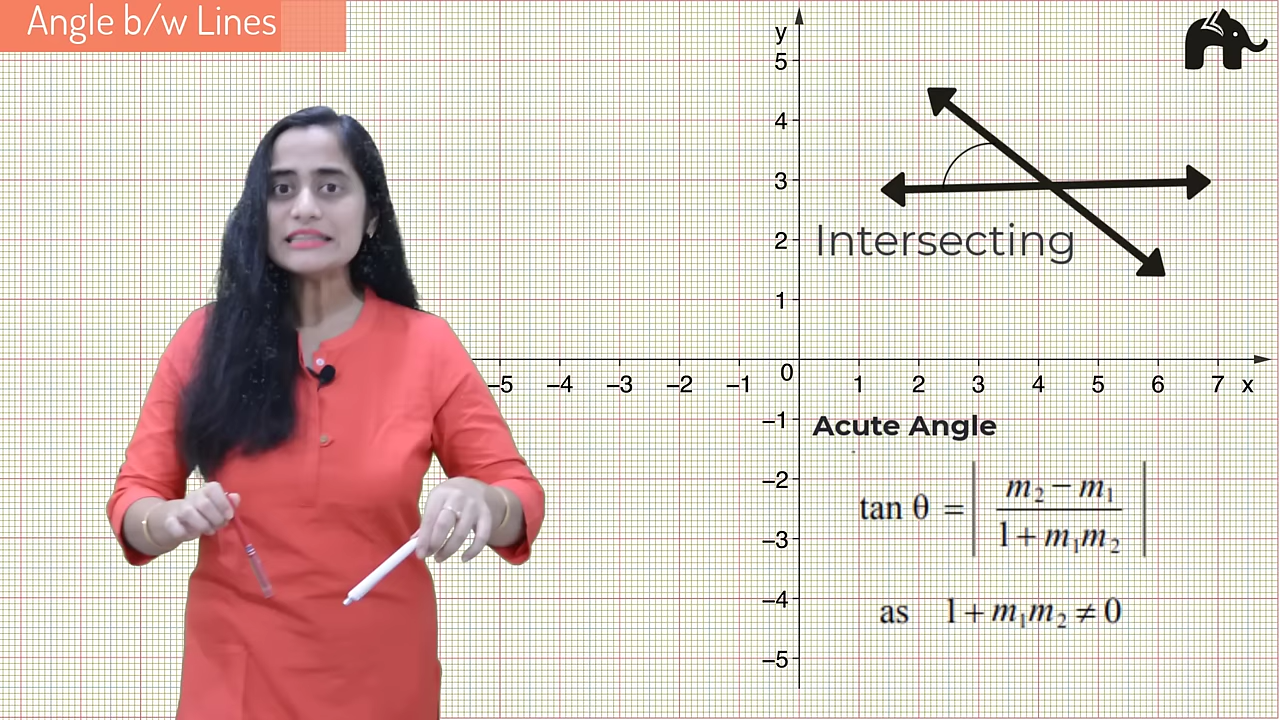 Angle b/w Lines
y
5
4
3
2
1
0
−5 −4 −3 −2 −1 1 2 3 4 5 6 7 x
−1
−2
−3
−4
−5
Intersecting
Acute Angle
tan θ = | m₂ − m₁ / 1 + m₁m₂ |
as 1 + m₁m₂ ≠ 0